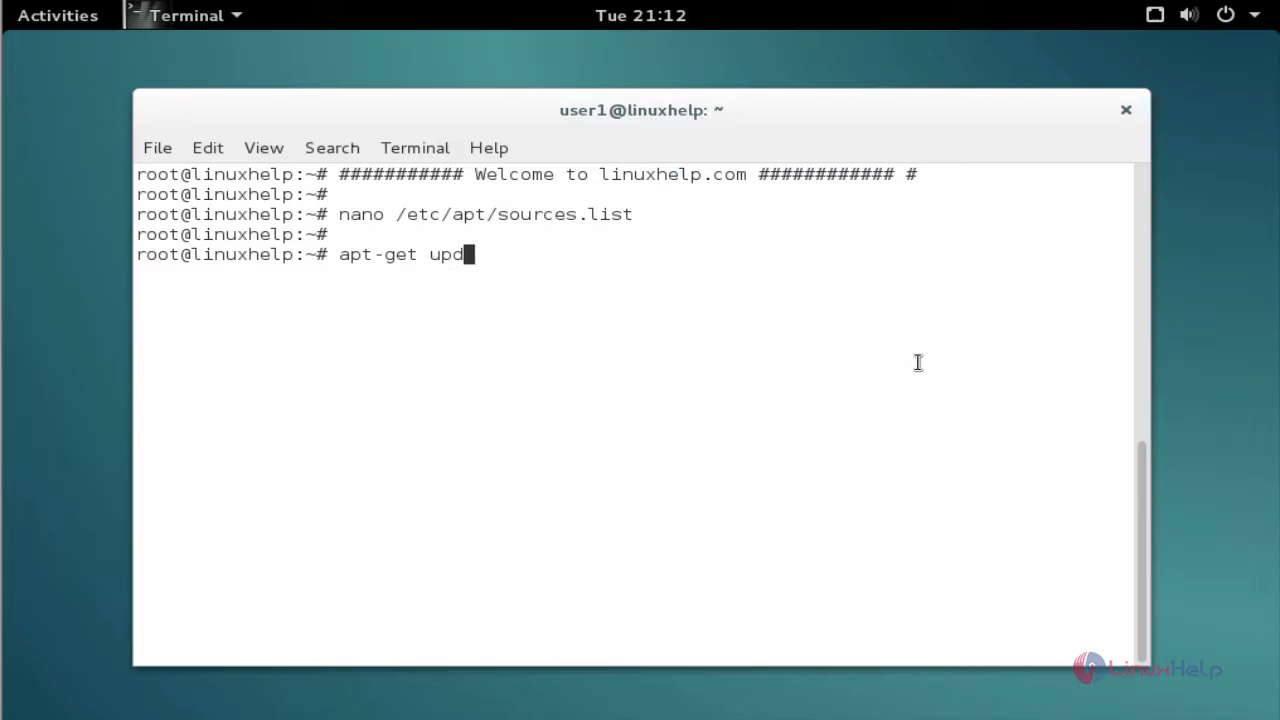 Activities Terminal Tue 21:12
user1@linuxhelp: ~
File Edit View Search Terminal Help
root@linuxhelp:~# ########### Welcome to linuxhelp.com ############ #
root@linuxhelp:~#
root@linuxhelp:~# nano /etc/apt/sources.list
root@linuxhelp:~#
root@linuxhelp:~# apt-get upd
LinuxHelp